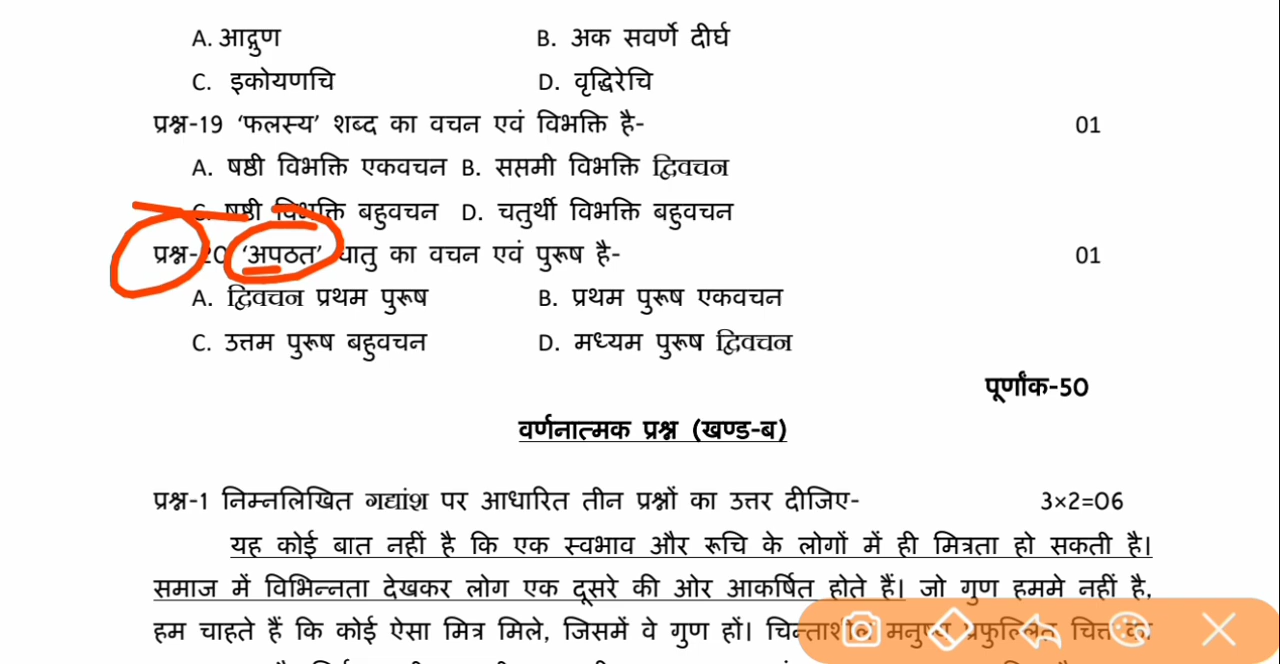 A. आद्गुण B. अक सवर्णे दीर्घ
C. इकोयणचि D. वृद्धिरेचि
प्रश्न-19 ‘फलस्य’ शब्द का वचन एवं विभक्ति है- 01
A. षष्ठी विभक्ति एकवचन B. सप्तमी विभक्ति द्विवचन
C. षष्ठी विभक्ति बहुवचन D. चतुर्थी विभक्ति बहुवचन
प्रश्न-20 ‘अपठत’ धातु का वचन एवं पुरूष है- 01
A. द्विवचन प्रथम पुरूष B. प्रथम पुरूष एकवचन
C. उत्तम पुरूष बहुवचन D. मध्यम पुरूष द्विवचन
पूर्णांक-50
वर्णनात्मक प्रश्न (खण्ड-ब)
प्रश्न-1 निम्नलिखित गद्यांश पर आधारित तीन प्रश्नों का उत्तर दीजिए- 3×2=06
यह कोई बात नहीं है कि एक स्वभाव और रूचि के लोगों में ही मित्रता हो सकती है।
समाज में विभिन्नता देखकर लोग एक दूसरे की ओर आकर्षित होते हैं। जो गुण हममे नहीं है,
हम चाहते हैं कि कोई ऐसा मित्र मिले, जिसमें वे गुण हों। चिन्ताशील मनुष्य प्रफुल्लित चित्त का